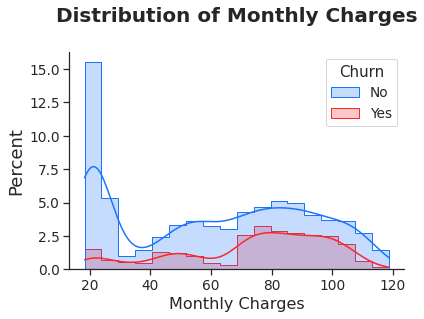 Distribution of Monthly Charges
Percent
15.0
12.5
10.0
7.5
5.0
2.5
0.0
Churn
No
Yes
20 40 60 80 100 120
Monthly Charges